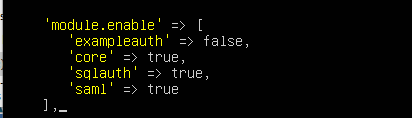 'module.enable' => [
'exampleauth' => false,
'core' => true,
'sqlauth' => true,
'saml' => true
],_